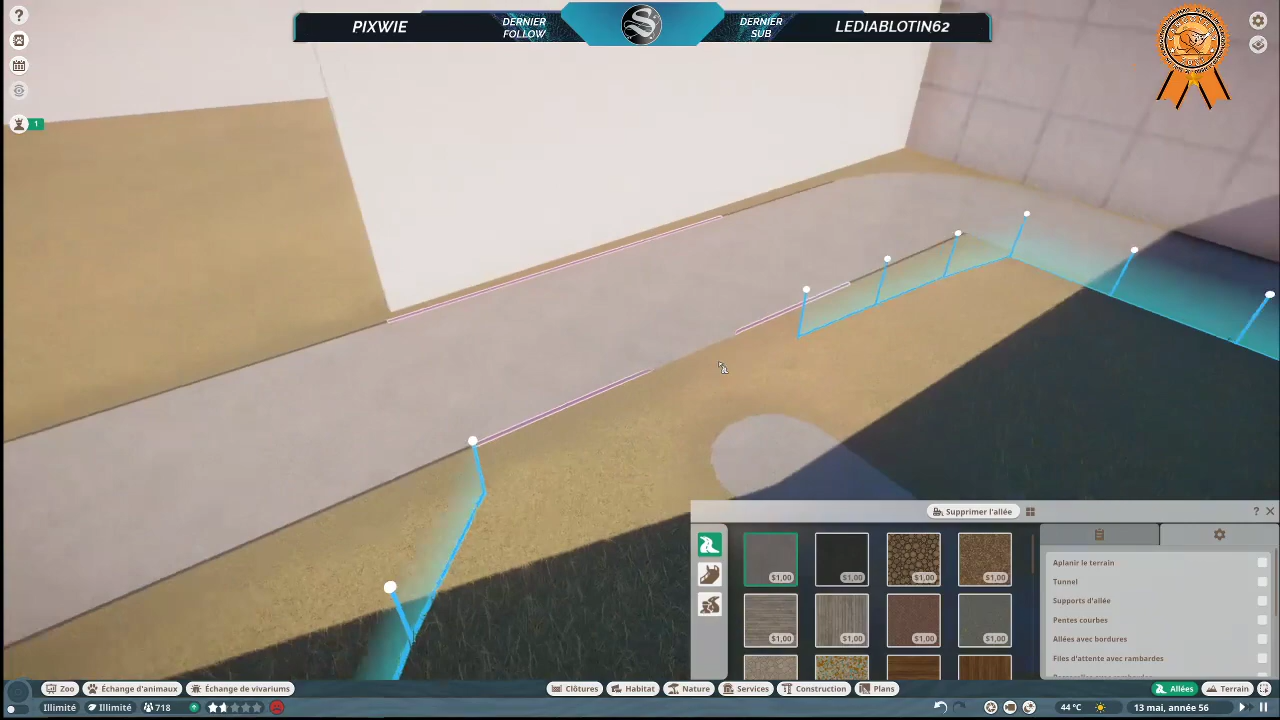 PIXWIE
DERNIER
FOLLOW
DERNIER
SUB
LEDIABLOTIN62
?
1
Supprimer l'allée
?
$1,00
$1,00
$1,00
$1,00
$1,00
$1,00
$1,00
$1,00
Aplanir le terrain
Tunnel
Supports d'allée
Pentes courbes
Allées avec bordures
Files d'attente avec rambardes
Zoo
Échange d'animaux
Échange de vivariums
Clôtures
Habitat
Nature
Services
Construction
Plans
Allées
Terrain
Illimité
Illimité
718
44 °C
13 mai, année 56